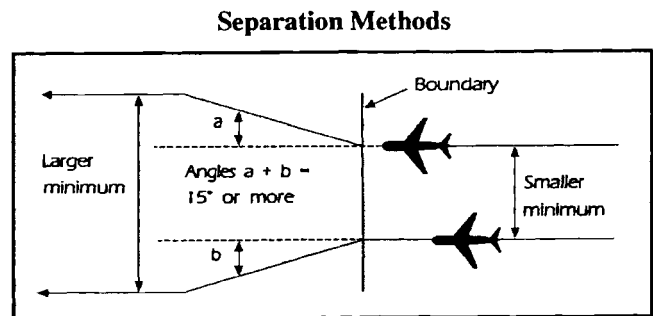 Separation Methods
Boundary
a
Larger
minimum
Angles a + b =
15° or more
Smaller
minimum
b